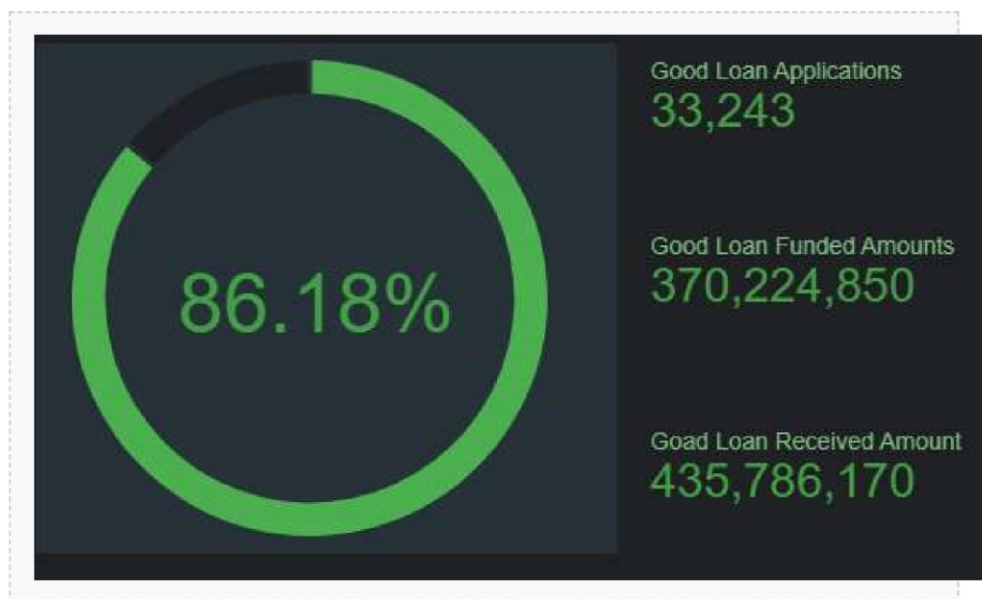 86.18%
Good Loan Applications
33,243
Good Loan Funded Amounts
370,224,850
Goad Loan Received Amount
435,786,170